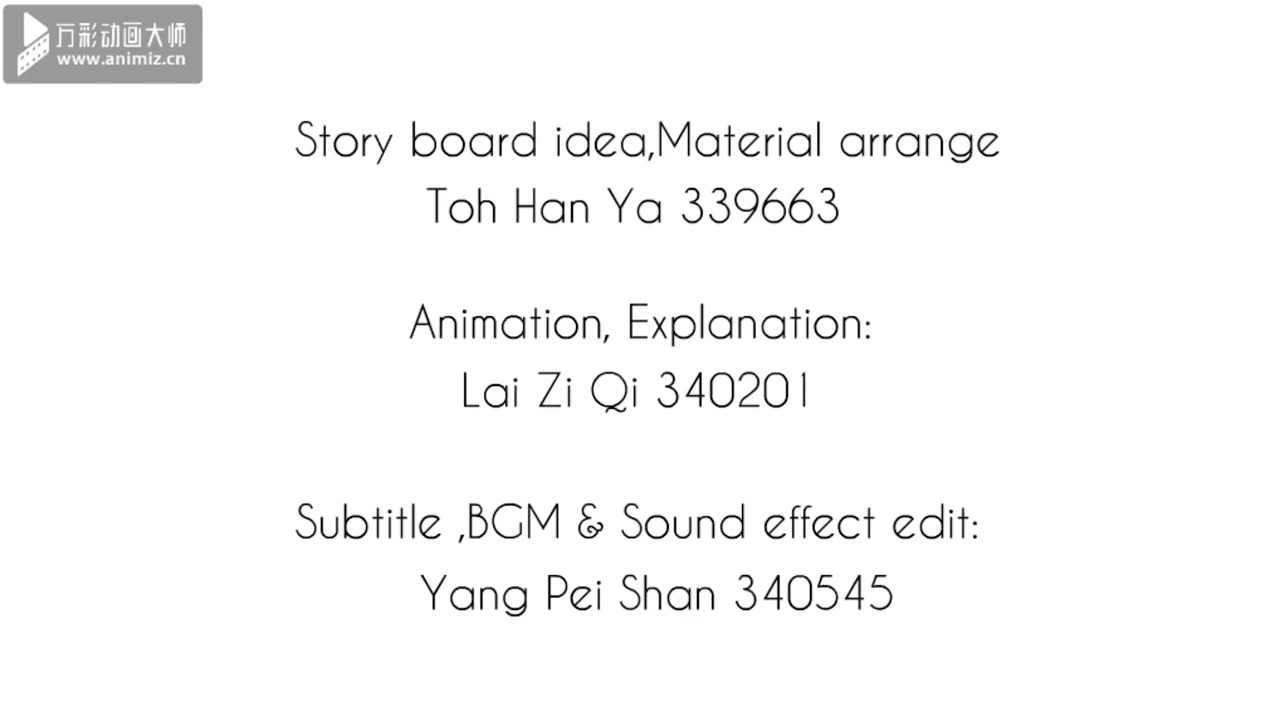 万彩动画大师
www.animiz.cn
Story board idea,Material arrange
Toh Han Ya 339663
Animation, Explanation:
Lai Zi Qi 340201
Subtitle ,BGM & Sound effect edit:
Yang Pei Shan 340545